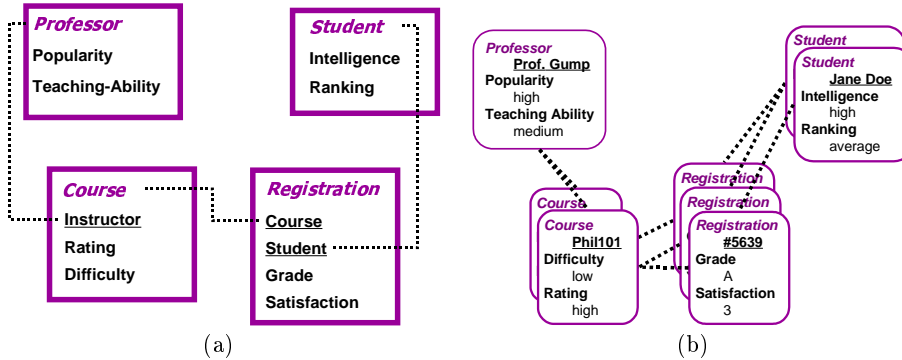 Professor
Popularity
Teaching-Ability
Student
Intelligence
Ranking
Course
Instructor
Rating
Difficulty
Registration
Course
Student
Grade
Satisfaction
(a)
Professor
Prof. Gump
Popularity
high
Teaching Ability
medium
Student
Student
Jane Doe
Intelligence
high
Ranking
average
Course
Course
Phil101
Difficulty
low
Rating
high
Registration
Registration
Registration
#5639
Grade
A
Satisfaction
3
(b)